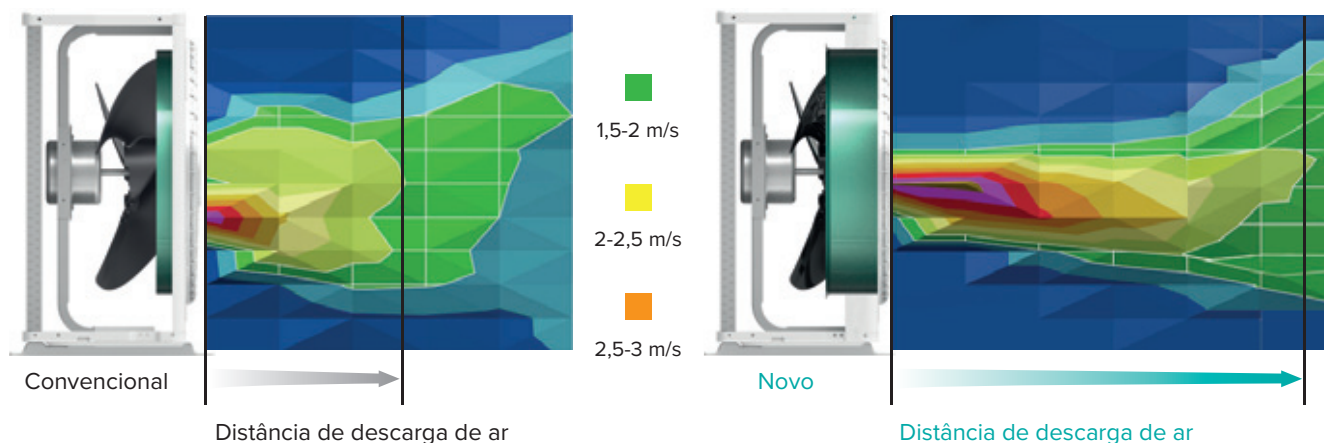 1,5-2 m/s
2-2,5 m/s
2,5-3 m/s
Convencional
Novo
Distância de descarga de ar
Distância de descarga de ar